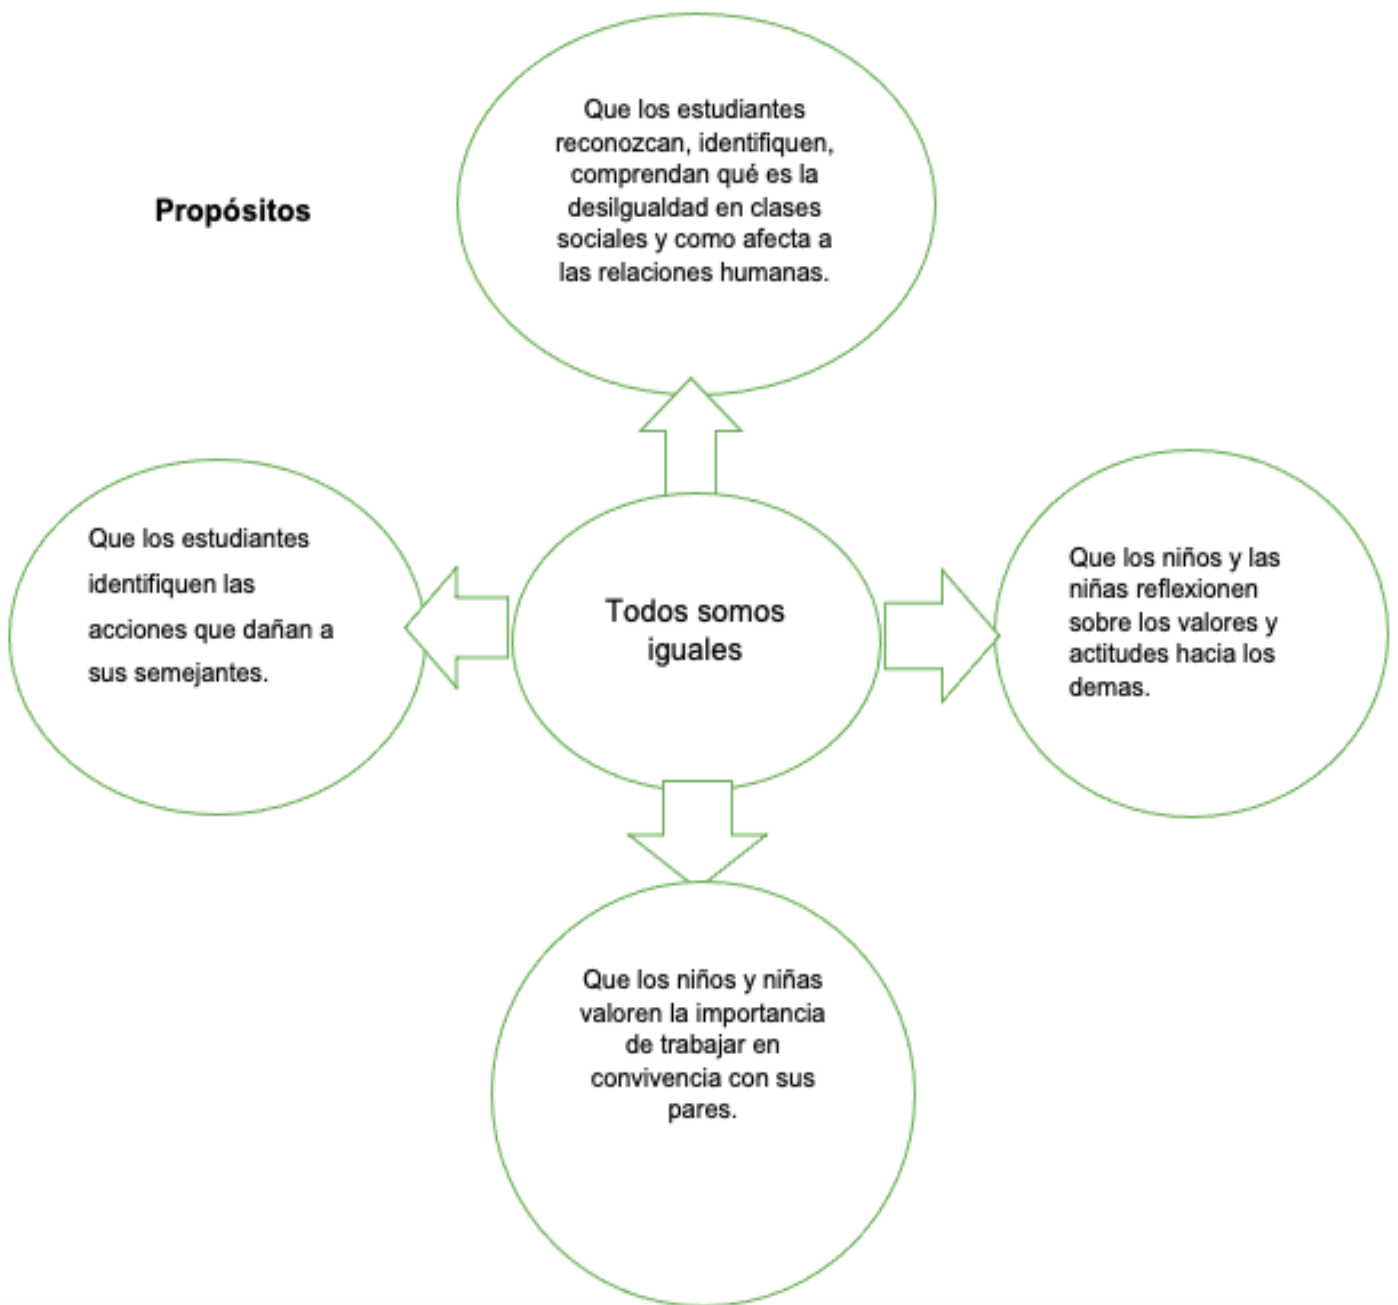 Propósitos
Que los estudiantes
reconozcan, identifiquen,
comprendan qué es la
desilgualdad en clases
sociales y como afecta a
las relaciones humanas.
Que los estudiantes
identifiquen las
acciones que dañan a
sus semejantes.
Todos somos
iguales
Que los niños y las
niñas reflexionen
sobre los valores y
actitudes hacia los
demas.
Que los niños y niñas
valoren la importancia
de trabajar en
convivencia con sus
pares.